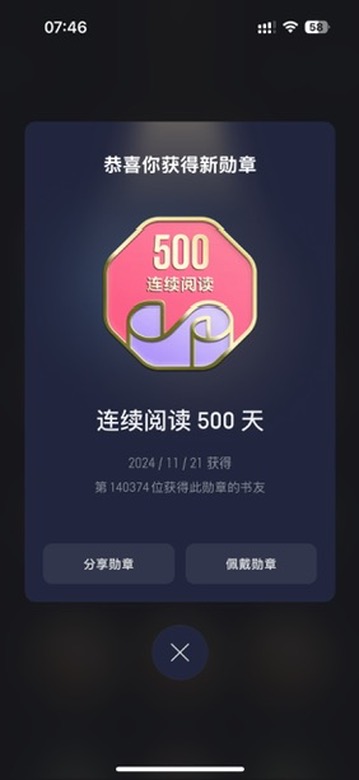 07:46
58
恭喜你获得新勋章
500
连续阅读
连续阅读 500 天
2024 / 11 / 21 获得
第 140374 位获得此勋章的书友
分享勋章
佩戴勋章